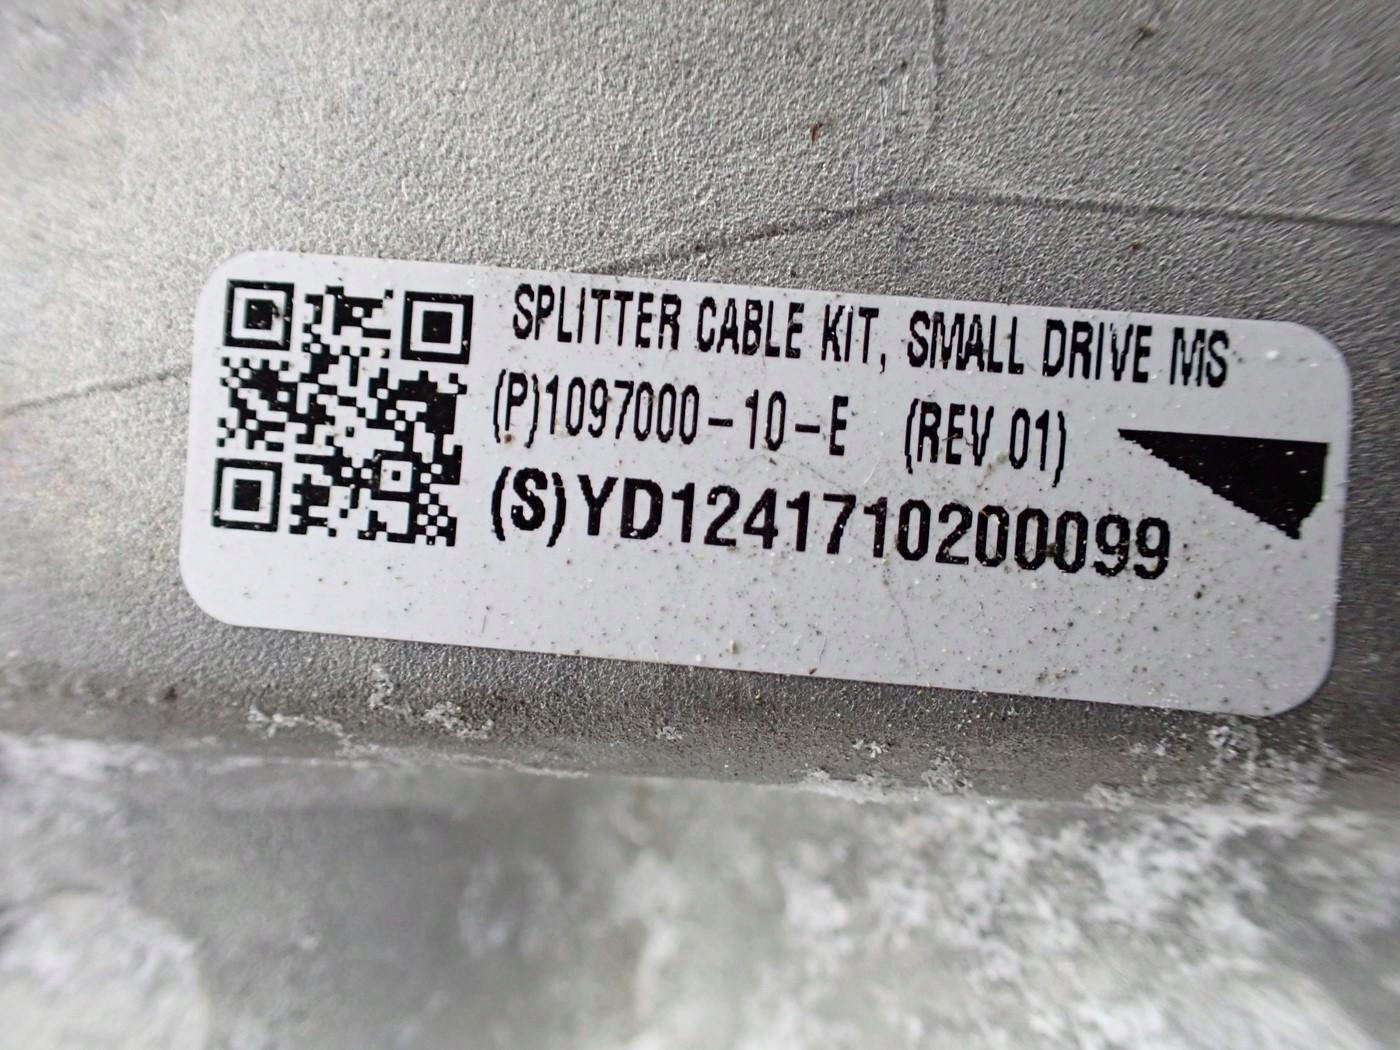 SPLITTER CABLE KIT, SMALL DRIVE MS
(P)1097000-10-E (REV 01)
(S)YD1241710200099